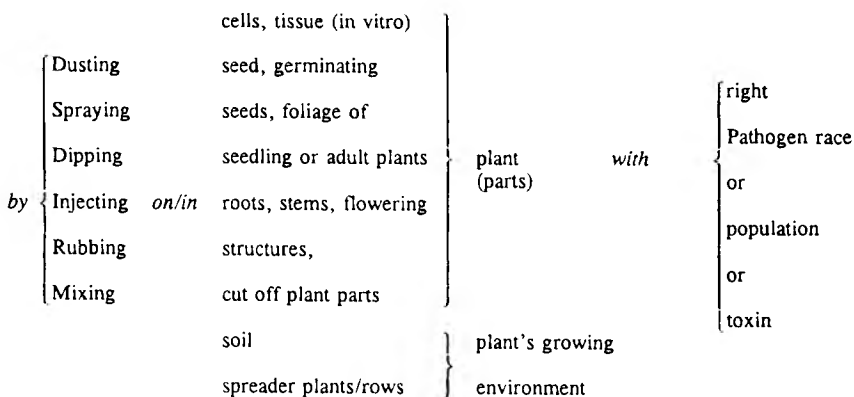 cells, tissue (in vitro)
Dusting seed, germinating
right
Spraying seeds, foliage of
Pathogen race
Dipping seedling or adult plants plant with
(parts)
or
by Injecting on/in roots, stems, flowering
population
Rubbing structures,
or
Mixing cut off plant parts
toxin
soil plant's growing
spreader plants/rows environment